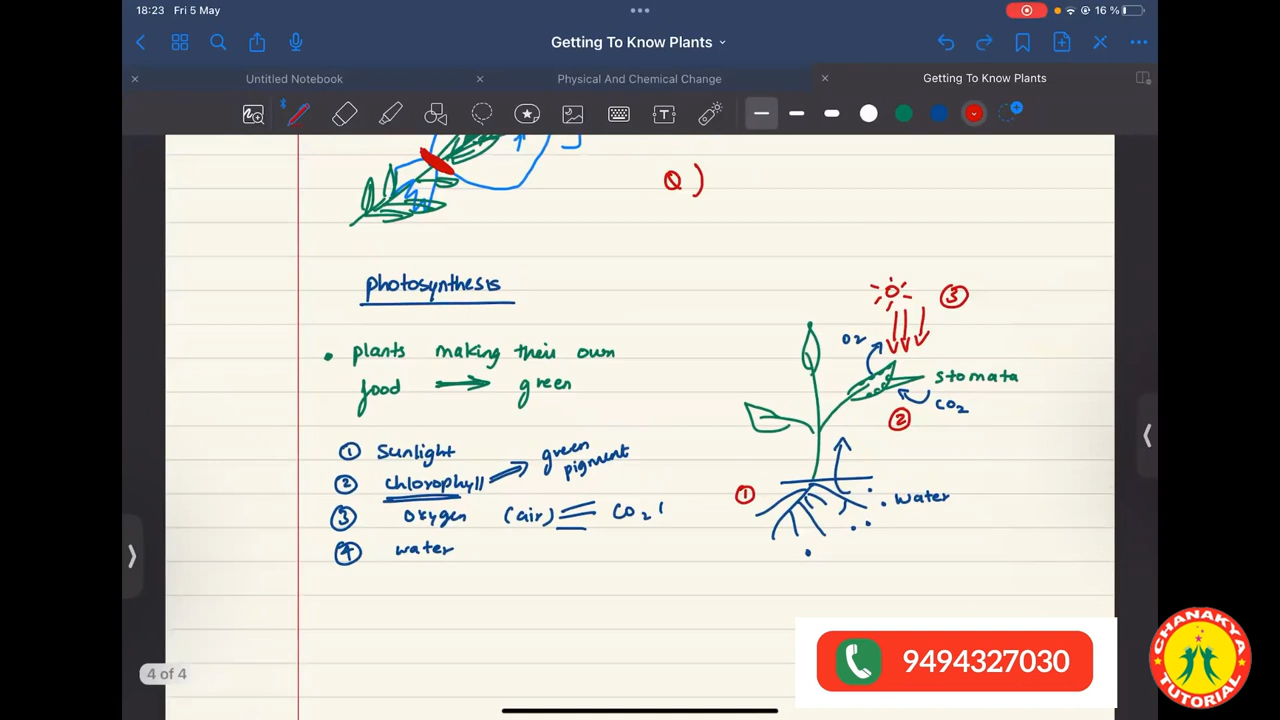 18:23 Fri 5 May
16 %
Getting To Know Plants
Untitled Notebook
Physical And Chemical Change
Getting To Know Plants
Q)
photosynthesis
3
O2
• plants making their own
food → green
stomata
CO2
2
① Sunlight
green
pigment
② chlorophyll
1
water
③ oxygen (air) CO2
④ water
4 of 4
9494327030
CHANAKYA
TUTORIAL